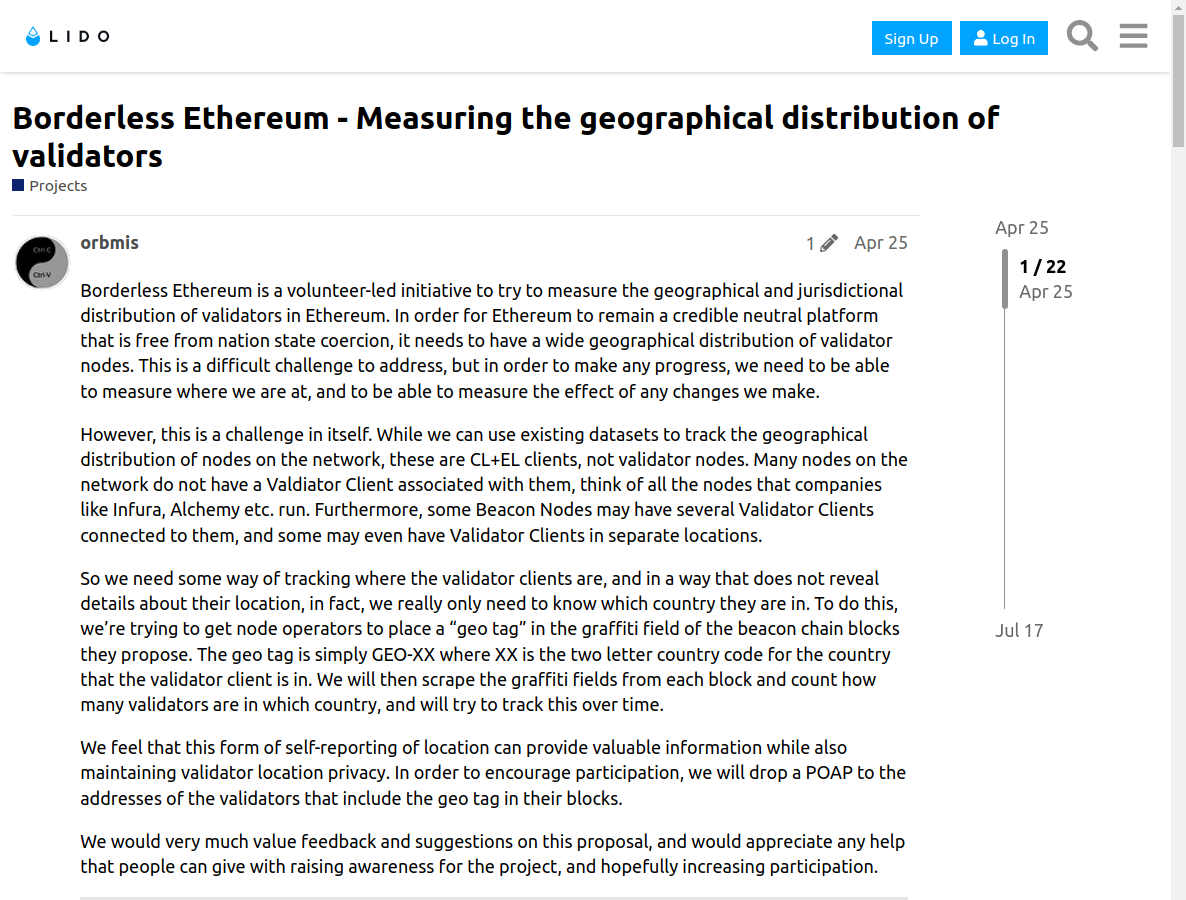 LIDO
Sign Up
Log In
Borderless Ethereum - Measuring the geographical distribution of
validators
Projects
orbmis
1
Apr 25
Ctrl-C
Ctrl-V
Borderless Ethereum is a volunteer-led initiative to try to measure the geographical and jurisdictional
distribution of validators in Ethereum. In order for Ethereum to remain a credible neutral platform
that is free from nation state coercion, it needs to have a wide geographical distribution of validator
nodes. This is a difficult challenge to address, but in order to make any progress, we need to be able
to measure where we are at, and to be able to measure the effect of any changes we make.
However, this is a challenge in itself. While we can use existing datasets to track the geographical
distribution of nodes on the network, these are CL+EL clients, not validator nodes. Many nodes on the
network do not have a Valdiator Client associated with them, think of all the nodes that companies
like Infura, Alchemy etc. run. Furthermore, some Beacon Nodes may have several Validator Clients
connected to them, and some may even have Validator Clients in separate locations.
So we need some way of tracking where the validator clients are, and in a way that does not reveal
details about their location, in fact, we really only need to know which country they are in. To do this,
we’re trying to get node operators to place a “geo tag” in the graffiti field of the beacon chain blocks
they propose. The geo tag is simply GEO-XX where XX is the two letter country code for the country
that the validator client is in. We will then scrape the graffiti fields from each block and count how
many validators are in which country, and will try to track this over time.
We feel that this form of self-reporting of location can provide valuable information while also
maintaining validator location privacy. In order to encourage participation, we will drop a POAP to the
addresses of the validators that include the geo tag in their blocks.
We would very much value feedback and suggestions on this proposal, and would appreciate any help
that people can give with raising awareness for the project, and hopefully increasing participation.
Apr 25
1 / 22
Apr 25
Jul 17